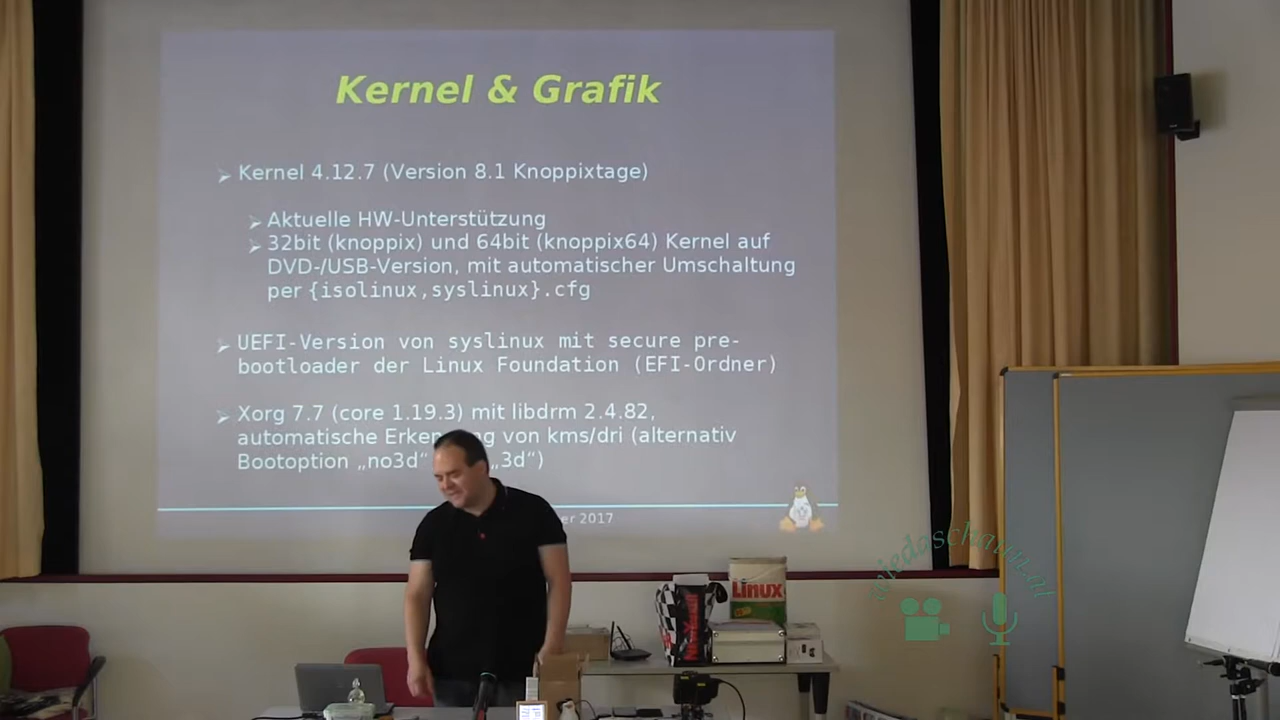 Kernel & Grafik
Kernel 4.12.7 (Version 8.1 Knoppixtage)
Aktuelle HW-Unterstützung
32bit (knoppix) und 64bit (knoppix64) Kernel auf
DVD-/USB-Version, mit automatischer Umschaltung
per {isolinux,syslinux}.cfg
UEFI-Version von syslinux mit secure pre-
bootloader der Linux Foundation (EFI-Ordner)
Xorg 7.7 (core 1.19.3) mit libdrm 2.4.82,
automatische von kms/dri (alternativ
Bootoption „no3d“ „3d“)
2017
wiedaschaun.at
Linux